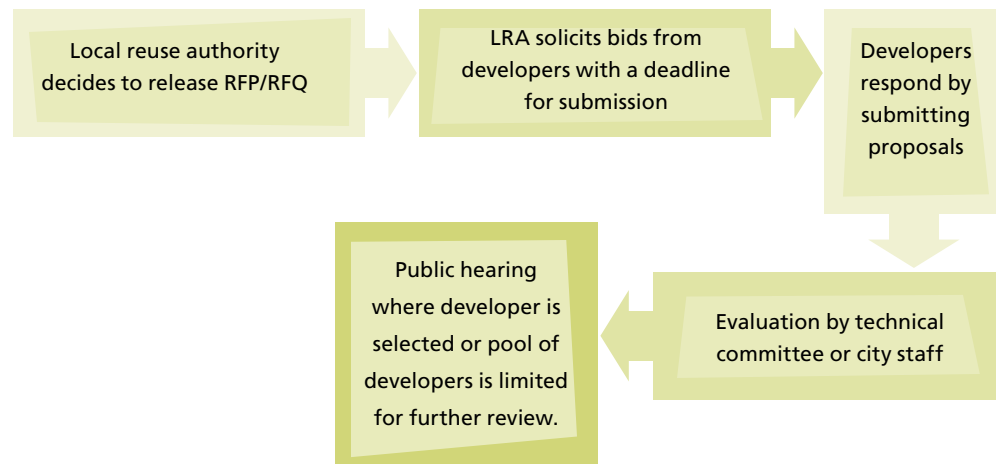 Local reuse authority
decides to release RFP/RFQ
LRA solicits bids from
developers with a deadline
for submission
Developers
respond by
submitting
proposals
Evaluation by technical
committee or city staff
Public hearing
where developer is
selected or pool of
developers is limited
for further review.